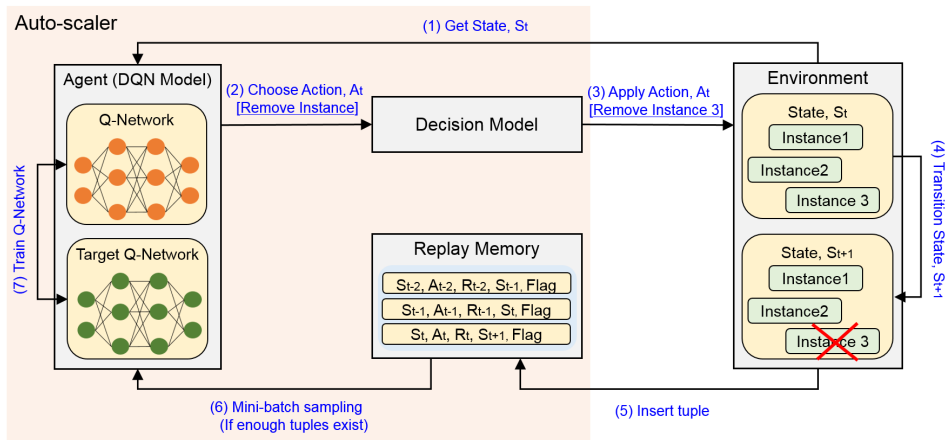 Auto-scaler
(1) Get State, St
Agent (DQN Model)
Q-Network
Target Q-Network
(7) Train Q-Network
(2) Choose Action, At
[Remove Instance]
Decision Model
(3) Apply Action, At
[Remove Instance 3]
Environment
State, St
Instance1
Instance2
Instance 3
(4) Transition State, St+1
State, St+1
Instance1
Instance2
Instance 3
Replay Memory
St-2, At-2, Rt-2, St-1, Flag
St-1, At-1, Rt-1, St, Flag
St, At, Rt, St+1, Flag
(5) Insert tuple
(6) Mini-batch sampling
(If enough tuples exist)